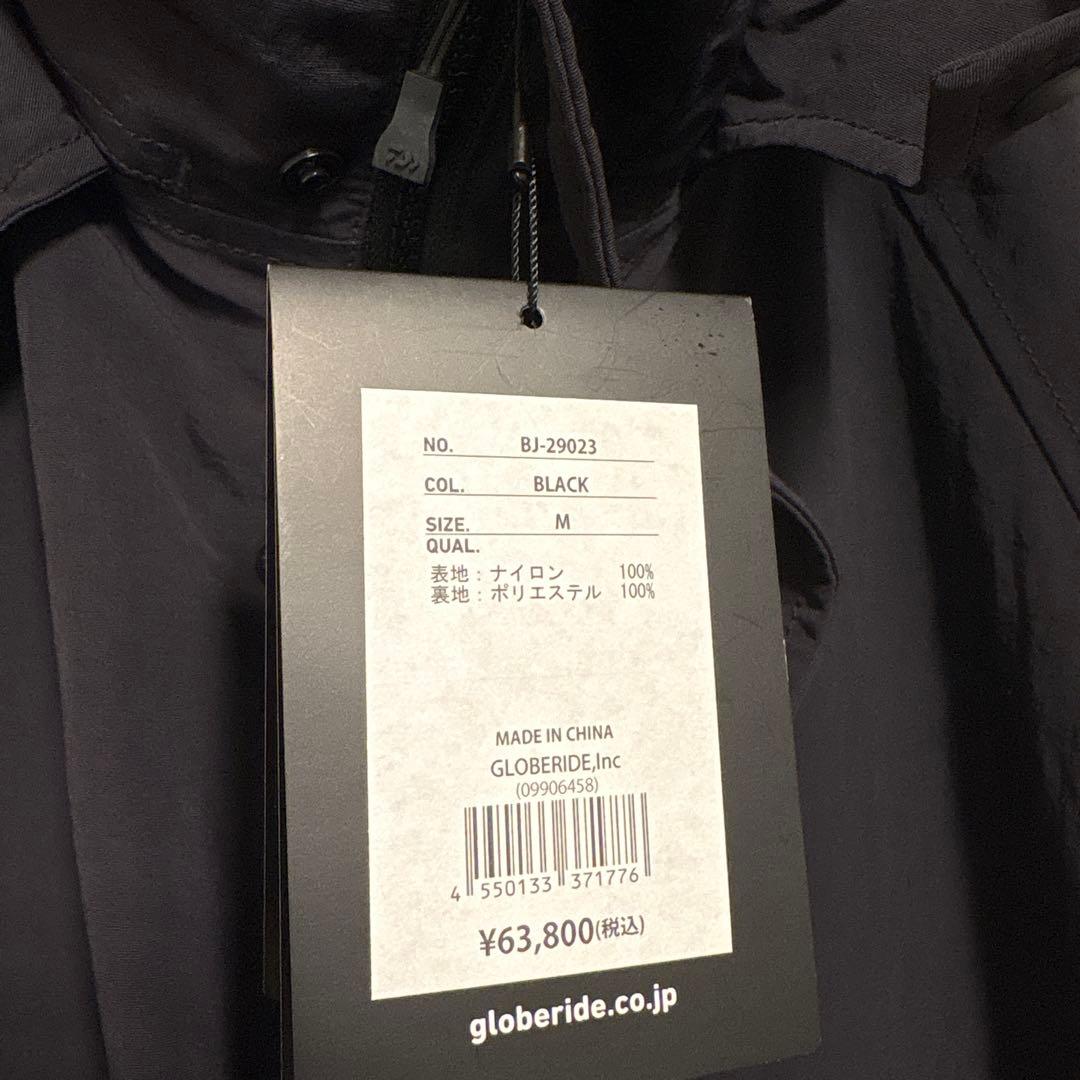 NO. BJ-29023
COL. BLACK
SIZE. M
QUAL.
表地：ナイロン 100%
裏地：ポリエステル 100%
MADE IN CHINA
GLOBERIDE,Inc
(09906458)
4 550133 371776
¥63,800(税込)
globeride.co.jp